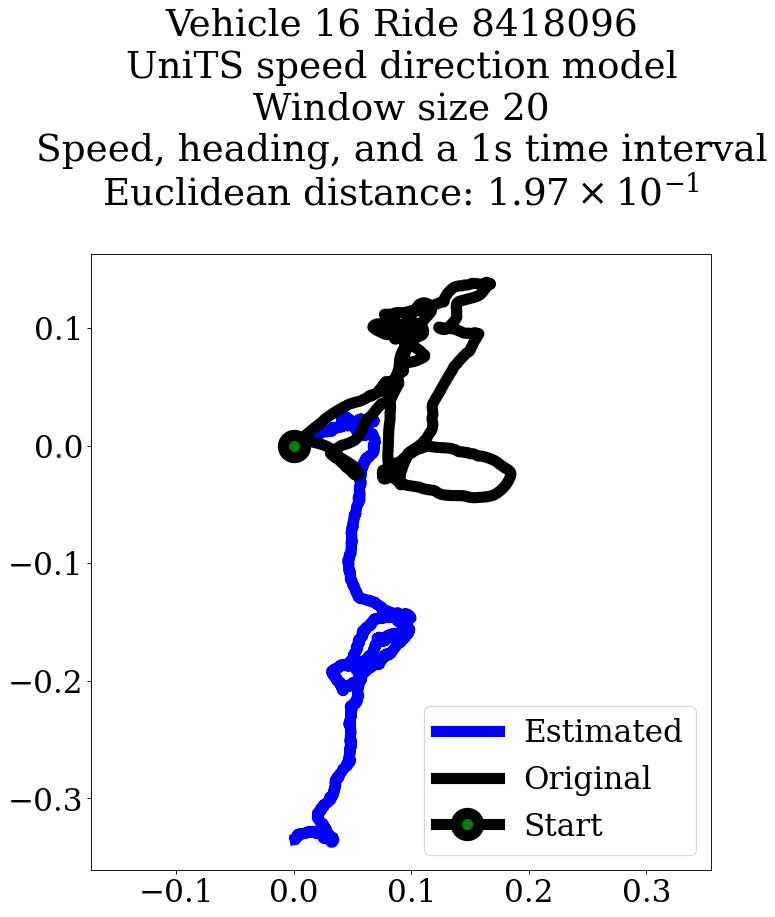 Vehicle 16 Ride 8418096
UniTS speed direction model
Window size 20
Speed, heading, and a 1s time interval
Euclidean distance: 1.97 × 10⁻¹
0.1
0.0
−0.1
−0.2
−0.3
−0.1 0.0 0.1 0.2 0.3
Estimated
Original
Start